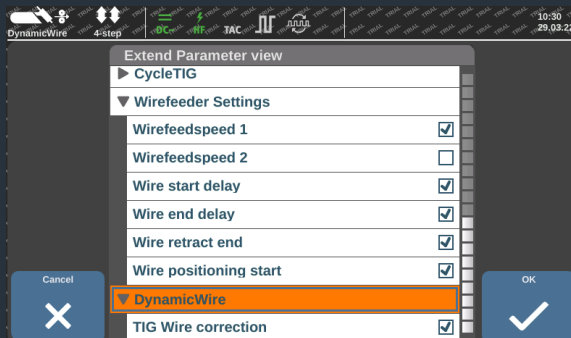 DynamicWire
4-step
DC-
HF
TAC
10:30
29.03.22
Extend Parameter view
CycleTIG
Wirefeeder Settings
Wirefeedspeed 1
Wirefeedspeed 2
Wire start delay
Wire end delay
Wire retract end
Wire positioning start
DynamicWire
TIG Wire correction
Cancel
OK
TRIAL